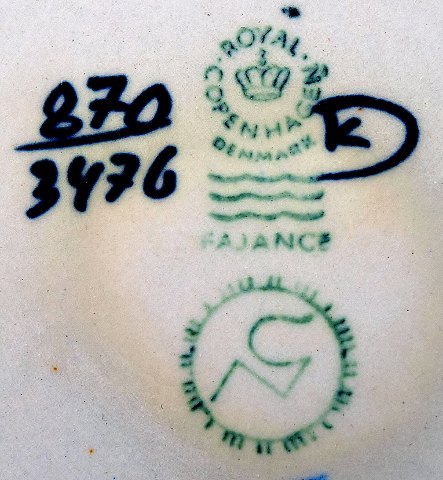 870
3476
ROYAL
COPENHAGEN
DENMARK
K
FAJANCE